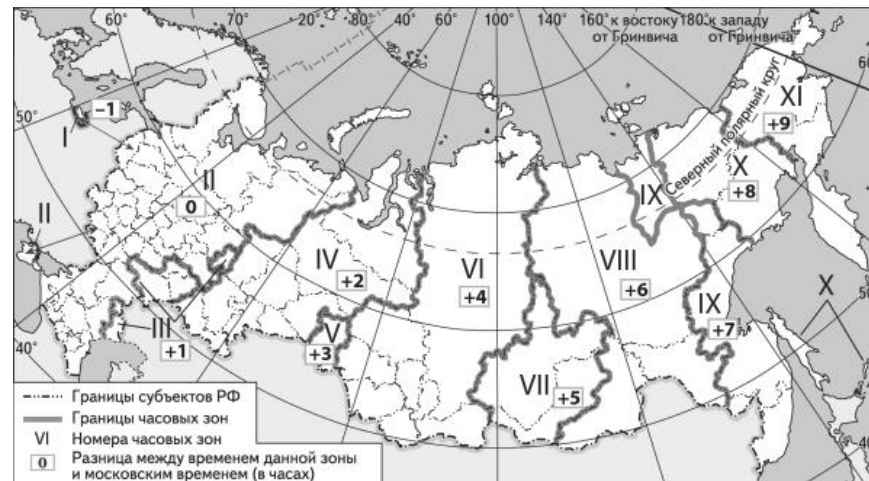 60° 70° 80° 20° 40° 60° 100° 140° 160° к востоку
от Гринвича
180° к западу
от Гринвича
60°
−1
I
50°
II
0
II
Северный полярный круг
XI
+9
X
+8
IX
IV
+2
VI
+4
VIII
+6
IX
+7
X
50°
III
+1
V
+3
VII
+5
40°
40°
Границы субъектов РФ
Границы часовых зон
VI Номера часовых зон
0 Разница между временем данной зоны
и московским временем (в часах)